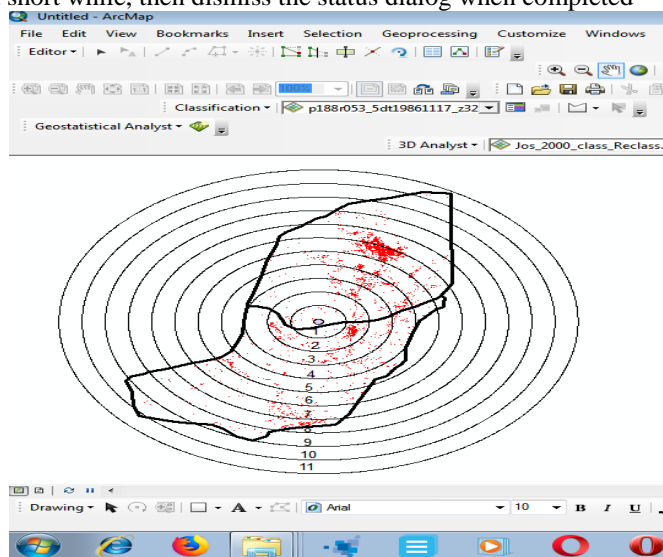 short while, then dismiss the status dialog when completed
Untitled - ArcMap
File Edit View Bookmarks Insert Selection Geoprocessing Customize Windows
Editor
100%
Classification p188r053_5dt19861117_z32
Geostatistical Analyst
3D Analyst Jos_2000_class_Reclass.
1
2
3
4
5
6
7
8
9
10
11
Drawing A Arial 10 B I U